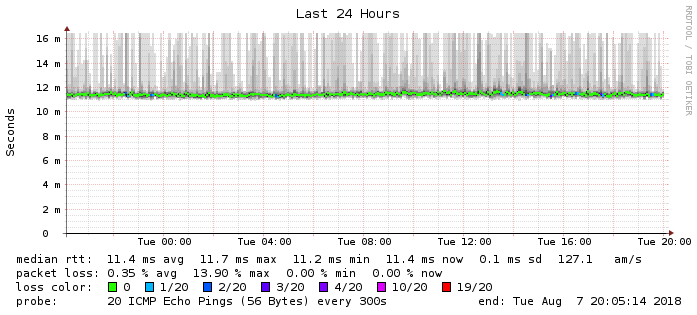 Last 24 Hours
RRDTOOL / TOBI OETIKER
Seconds
16 m
14 m
12 m
10 m
8 m
6 m
4 m
2 m
0
Tue 00:00 Tue 04:00 Tue 08:00 Tue 12:00 Tue 16:00 Tue 20:00
median rtt: 11.4 ms avg 11.7 ms max 11.2 ms min 11.4 ms now 0.1 ms sd 127.1 am/s
packet loss: 0.35 % avg 13.90 % max 0.00 % min 0.00 % now
loss color: 0 1/20 2/20 3/20 4/20 10/20 19/20
probe: 20 ICMP Echo Pings (56 Bytes) every 300s end: Tue Aug 7 20:05:14 2018